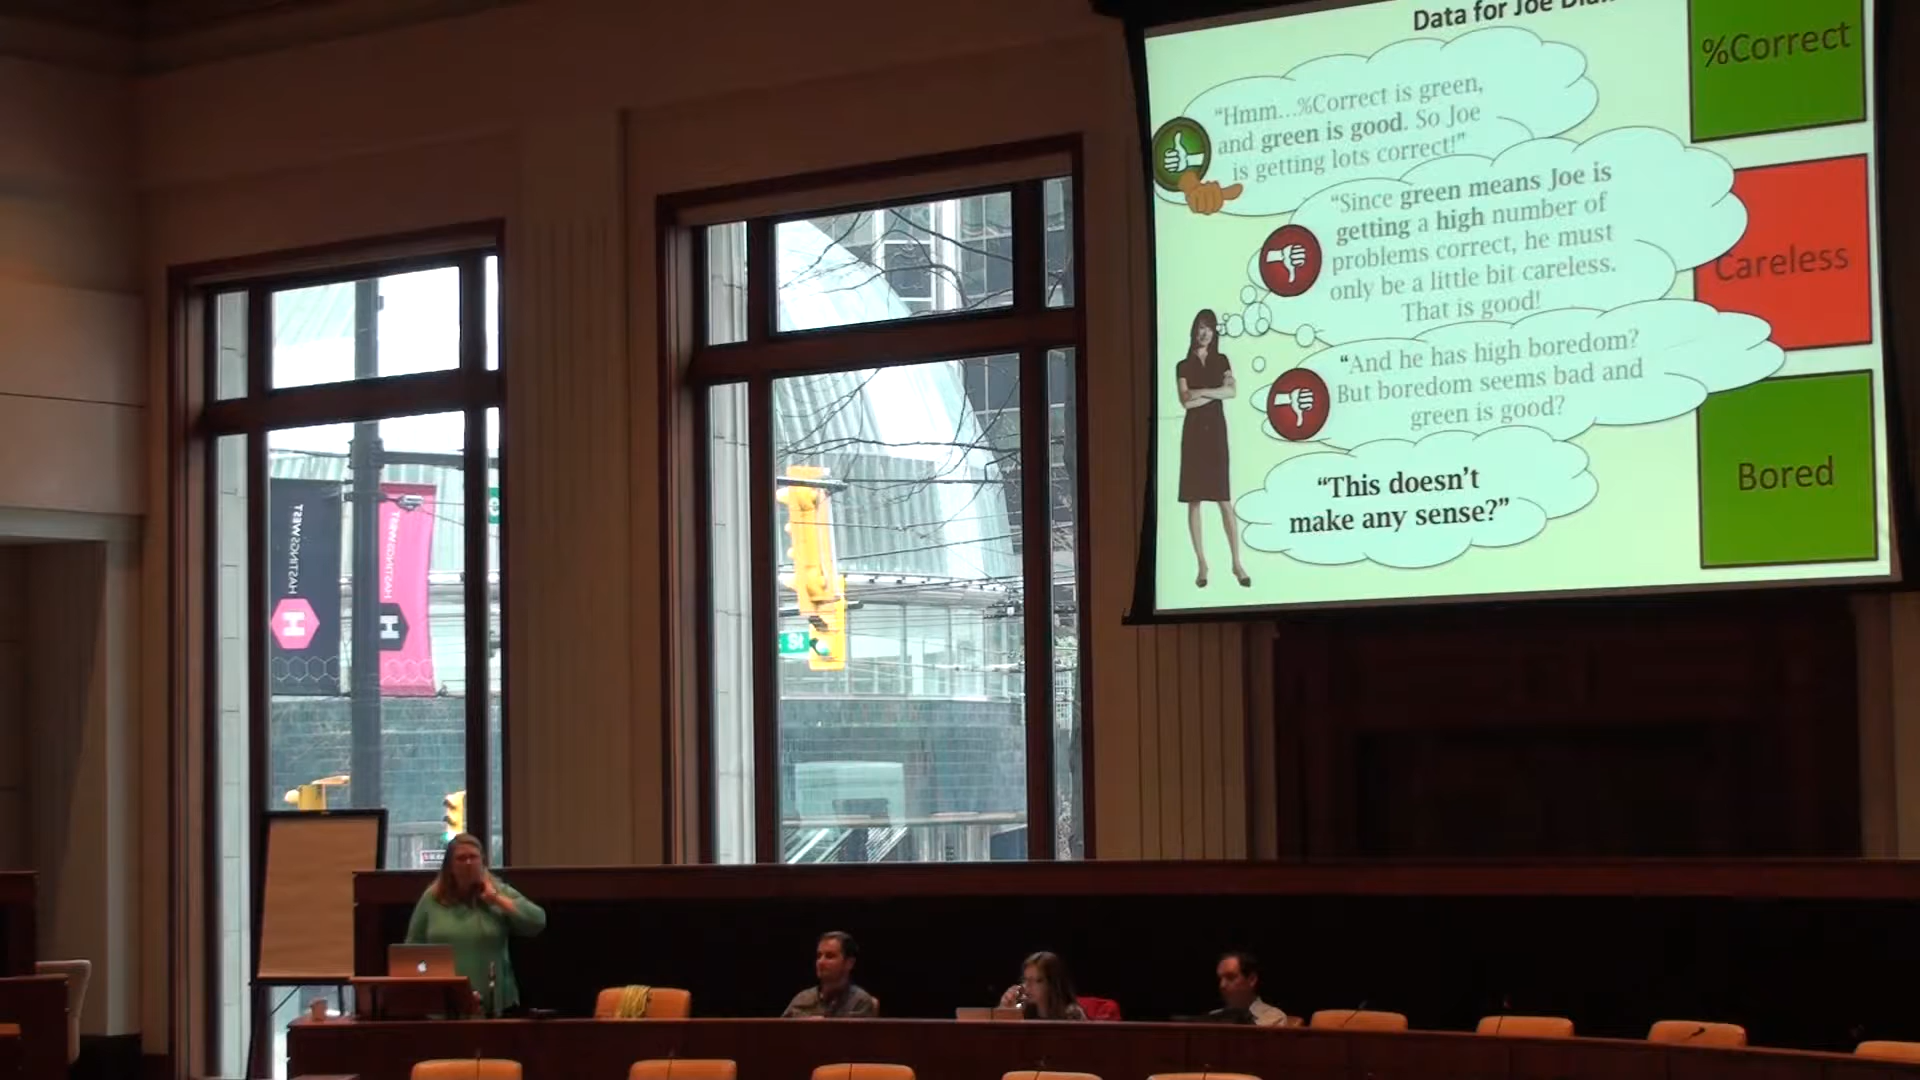 Data for Joe
%Correct
"Hmm...%Correct is green,
and green is good. So Joe
is getting lots correct!"
"Since green means Joe is
getting a high number of
problems correct, he must
only be a little bit careless.
That is good!
Careless
"And he has high boredom?
But boredom seems bad and
green is good?
"This doesn't
make any sense?"
Bored
HASTINGSWEST
H
HASTINGSWEST
H
St